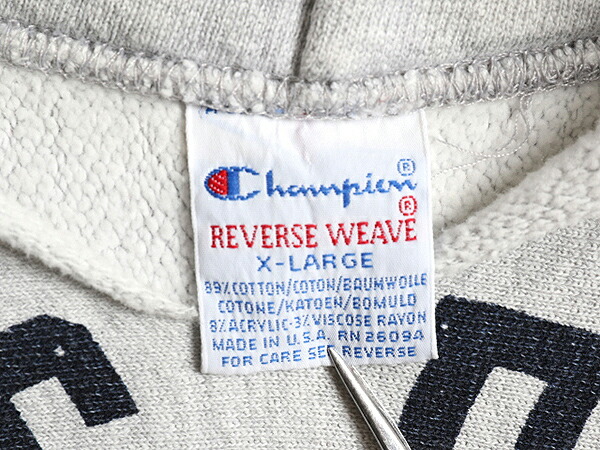 Champion®
REVERSE WEAVE®
X-LARGE
89% COTTON/COTON/BAUMWOLLE
COTONE/KATOEN/BOMULD
8% ACRYLIC-3% VISCOSE RAYON
MADE IN U.S.A. RN 26094
FOR CARE SEE REVERSE